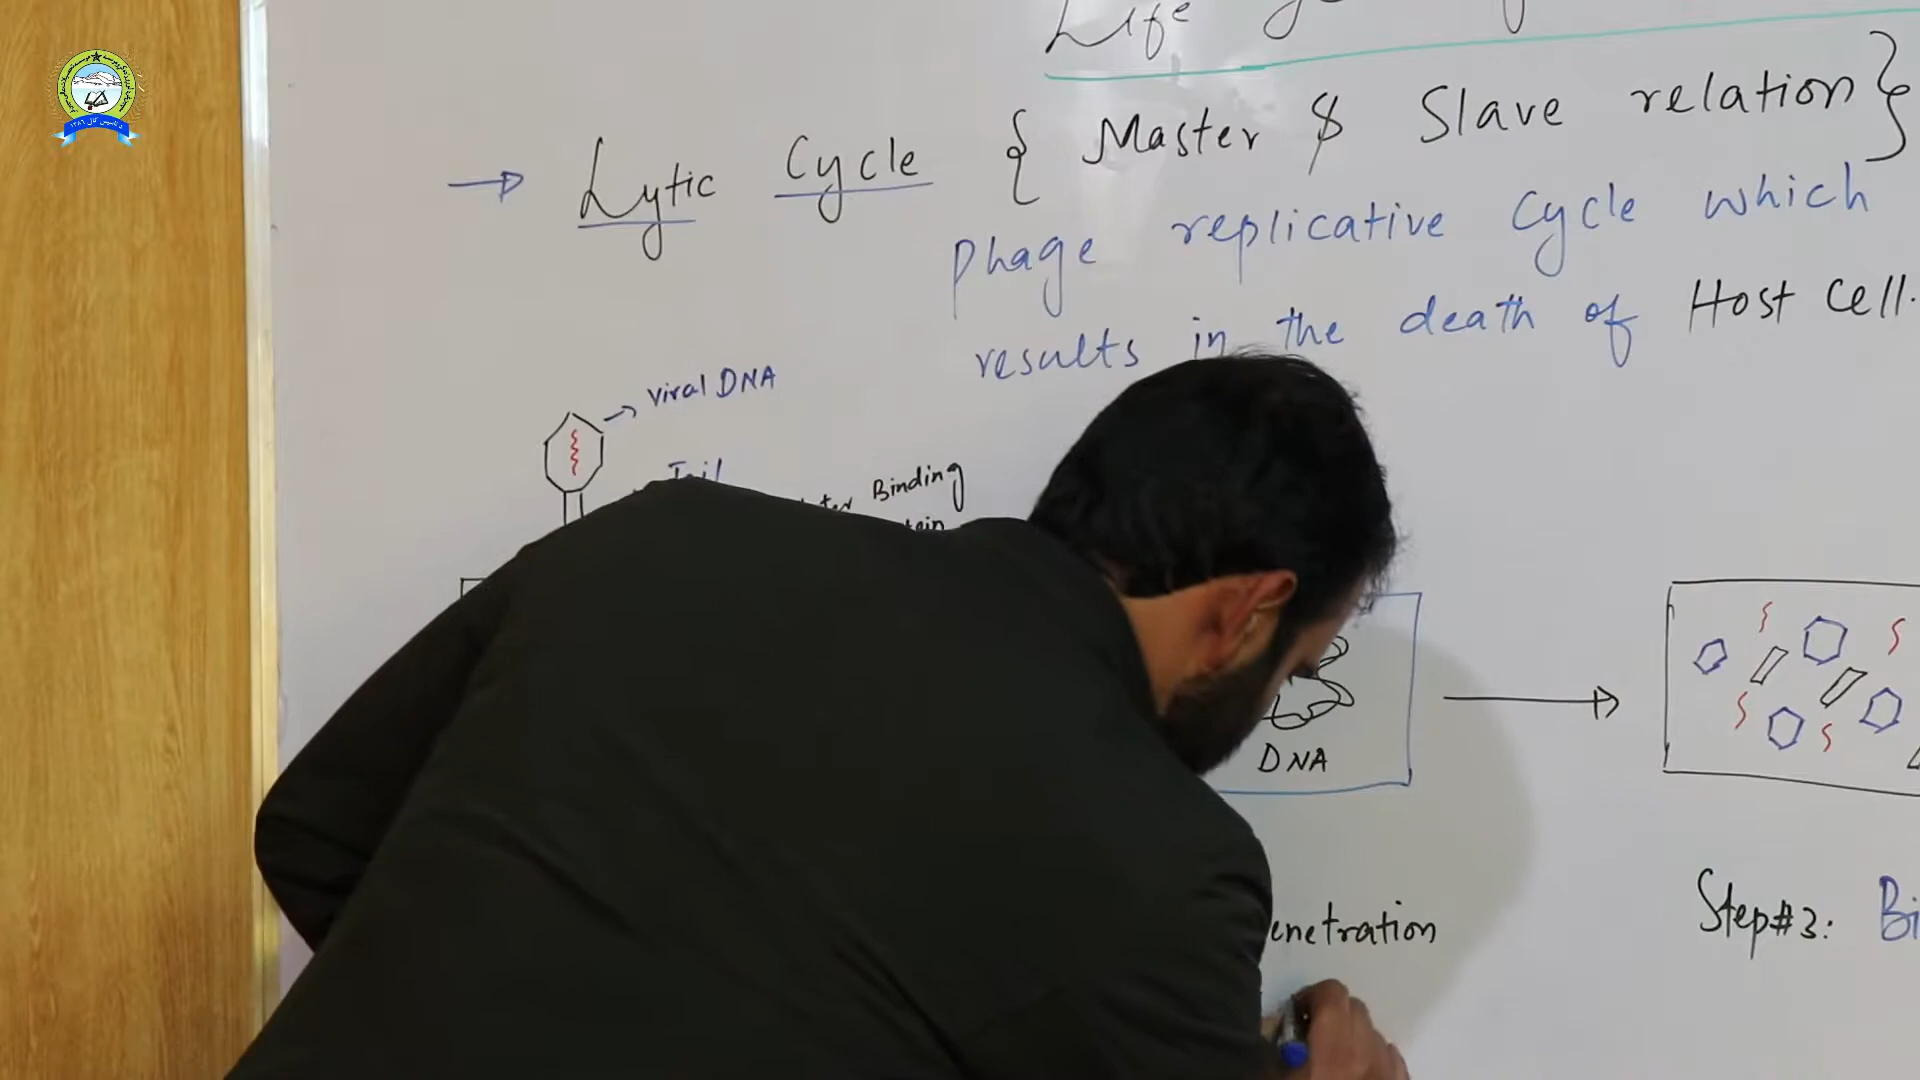 Life
→ Lytic Cycle { Master & Slave relation }
Phage replicative Cycle which
results in the death of Host Cell.
viral DNA
Tail
Binding
DNA
enetration
Step#3: Bi